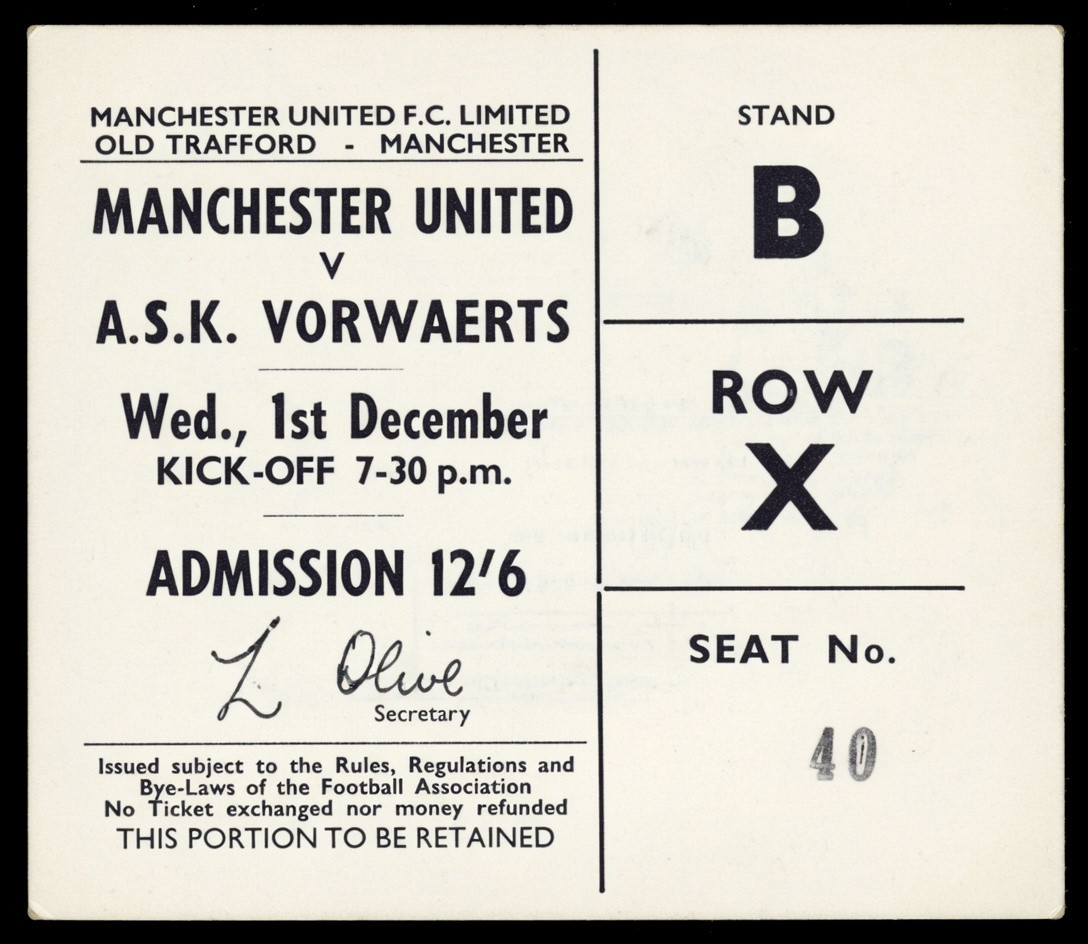 MANCHESTER UNITED F.C. LIMITED
OLD TRAFFORD - MANCHESTER
MANCHESTER UNITED
V
A.S.K. VORWAERTS
Wed., 1st December
KICK-OFF 7-30 p.m.
ADMISSION 12'6
L Olive
Secretary
Issued subject to the Rules, Regulations and
Bye-Laws of the Football Association
No Ticket exchanged nor money refunded
THIS PORTION TO BE RETAINED
STAND
B
ROW
X
SEAT No.
40